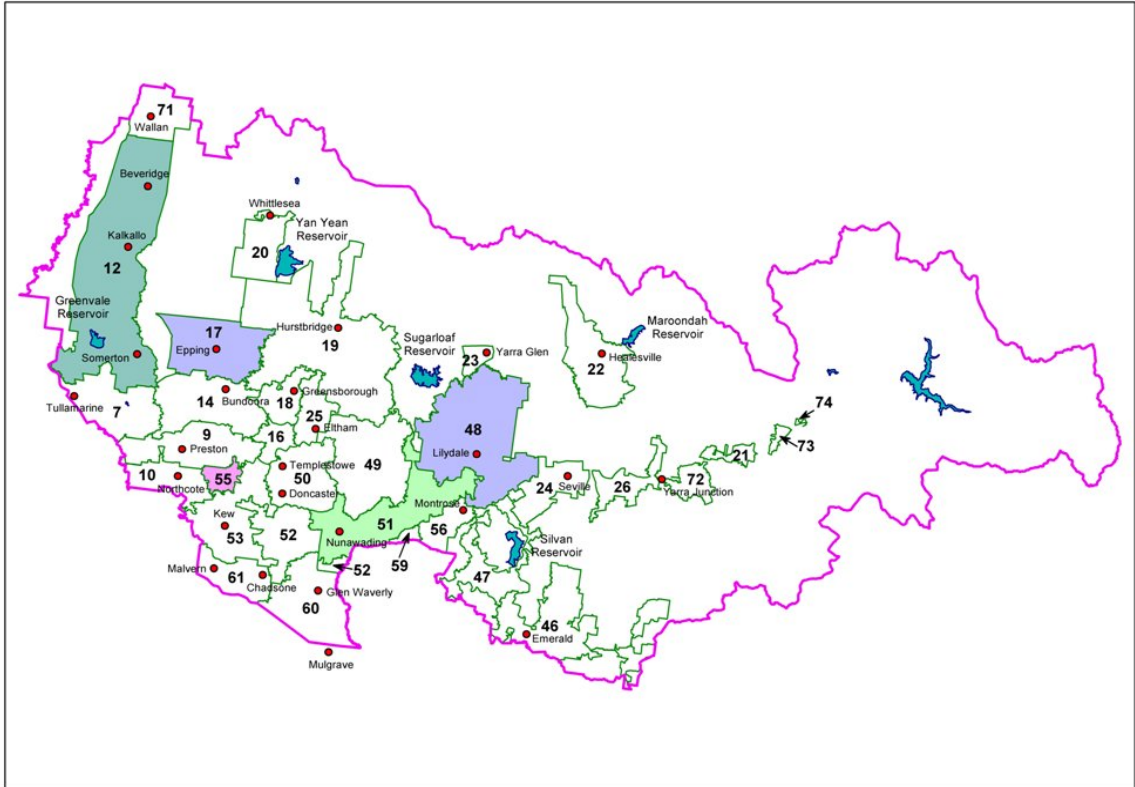 71
Wallan
Beveridge
Whittlesea
Yan Yean
Reservoir
Kalkallo
20
12
Greenvale
Reservoir
17
Hurstbridge
Maroondah
Reservoir
Epping
19
Sugarloaf
Reservoir
Somerton
23
Yarra Glen
Healesville
22
Tullamarine
7
14
Bundoora
18
Greensborough
25
Eltham
74
9
16
48
73
Preston
49
Lilydale
21
10
Northcote
55
Templestowe
50
Doncaster
24
Seville
26
72
Yarra Junction
Montrose
Kew
53
52
51
Nunawading
56
Silvan
Reservoir
59
52
Malvern
61
Chadsone
47
Glen Waverly
60
46
Emerald
Mulgrave